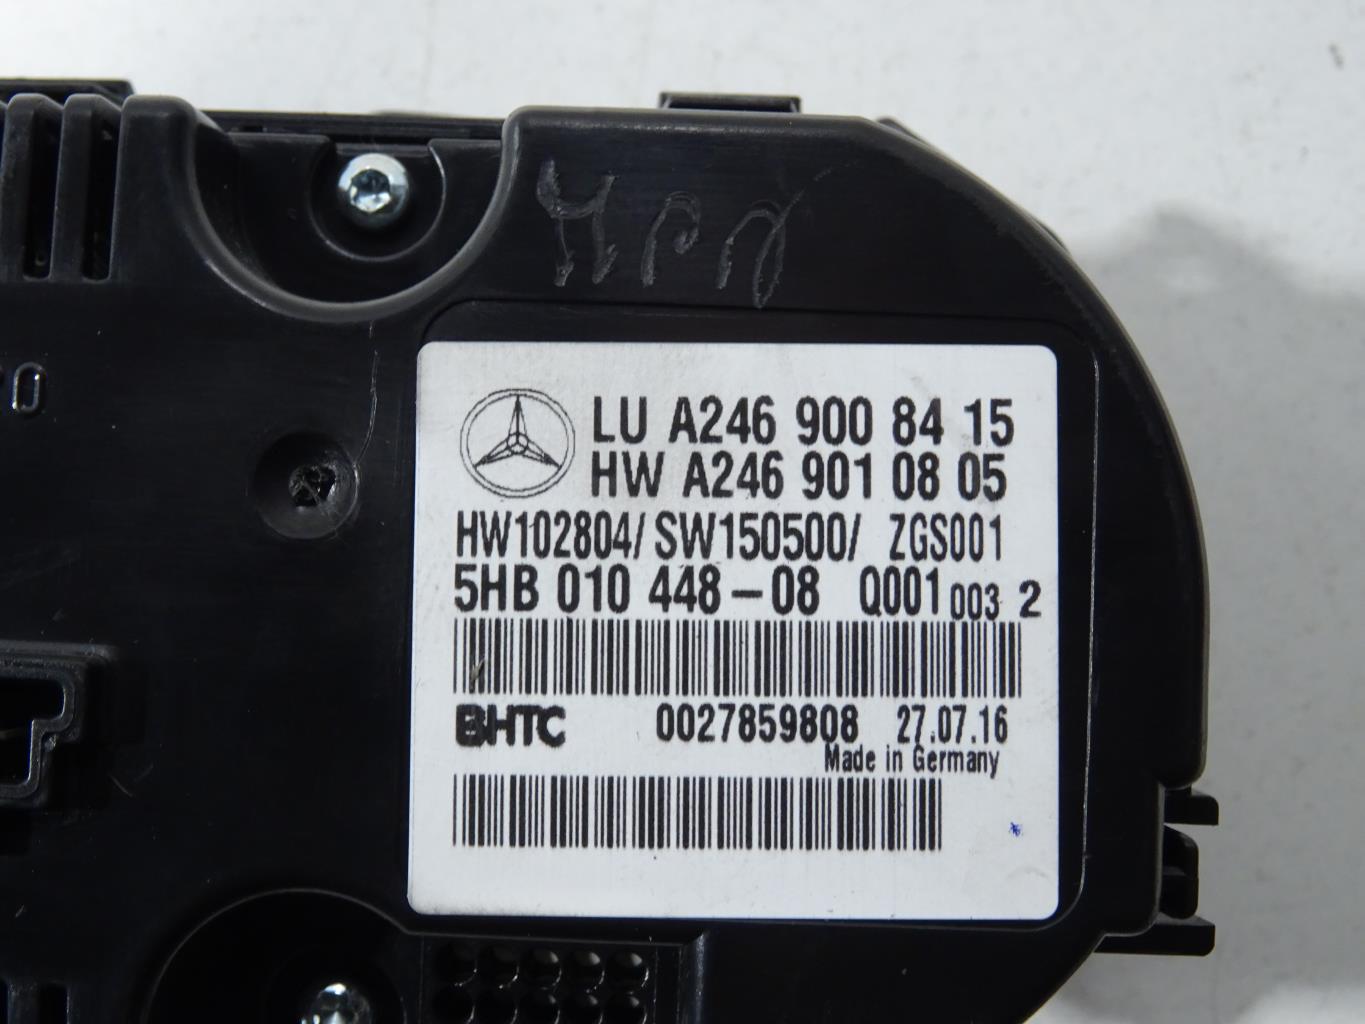 LU A246 900 84 15
HW A246 901 08 05
HW102804/ SW150500/ ZGS001
5HB 010 448-08 Q001 003 2
BHTC 0027859808 27.07.16
Made in Germany